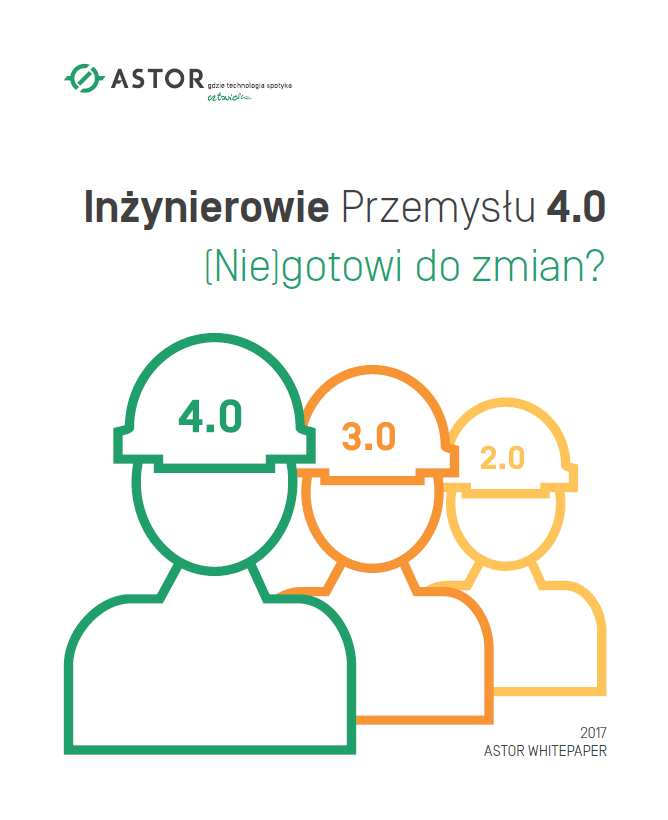 ASTOR gdzie technologia spotyka
człowieka
Inżynierowie Przemysłu 4.0
(Nie)gotowi do zmian?
4.0
3.0
2.0
2017
ASTOR WHITEPAPER